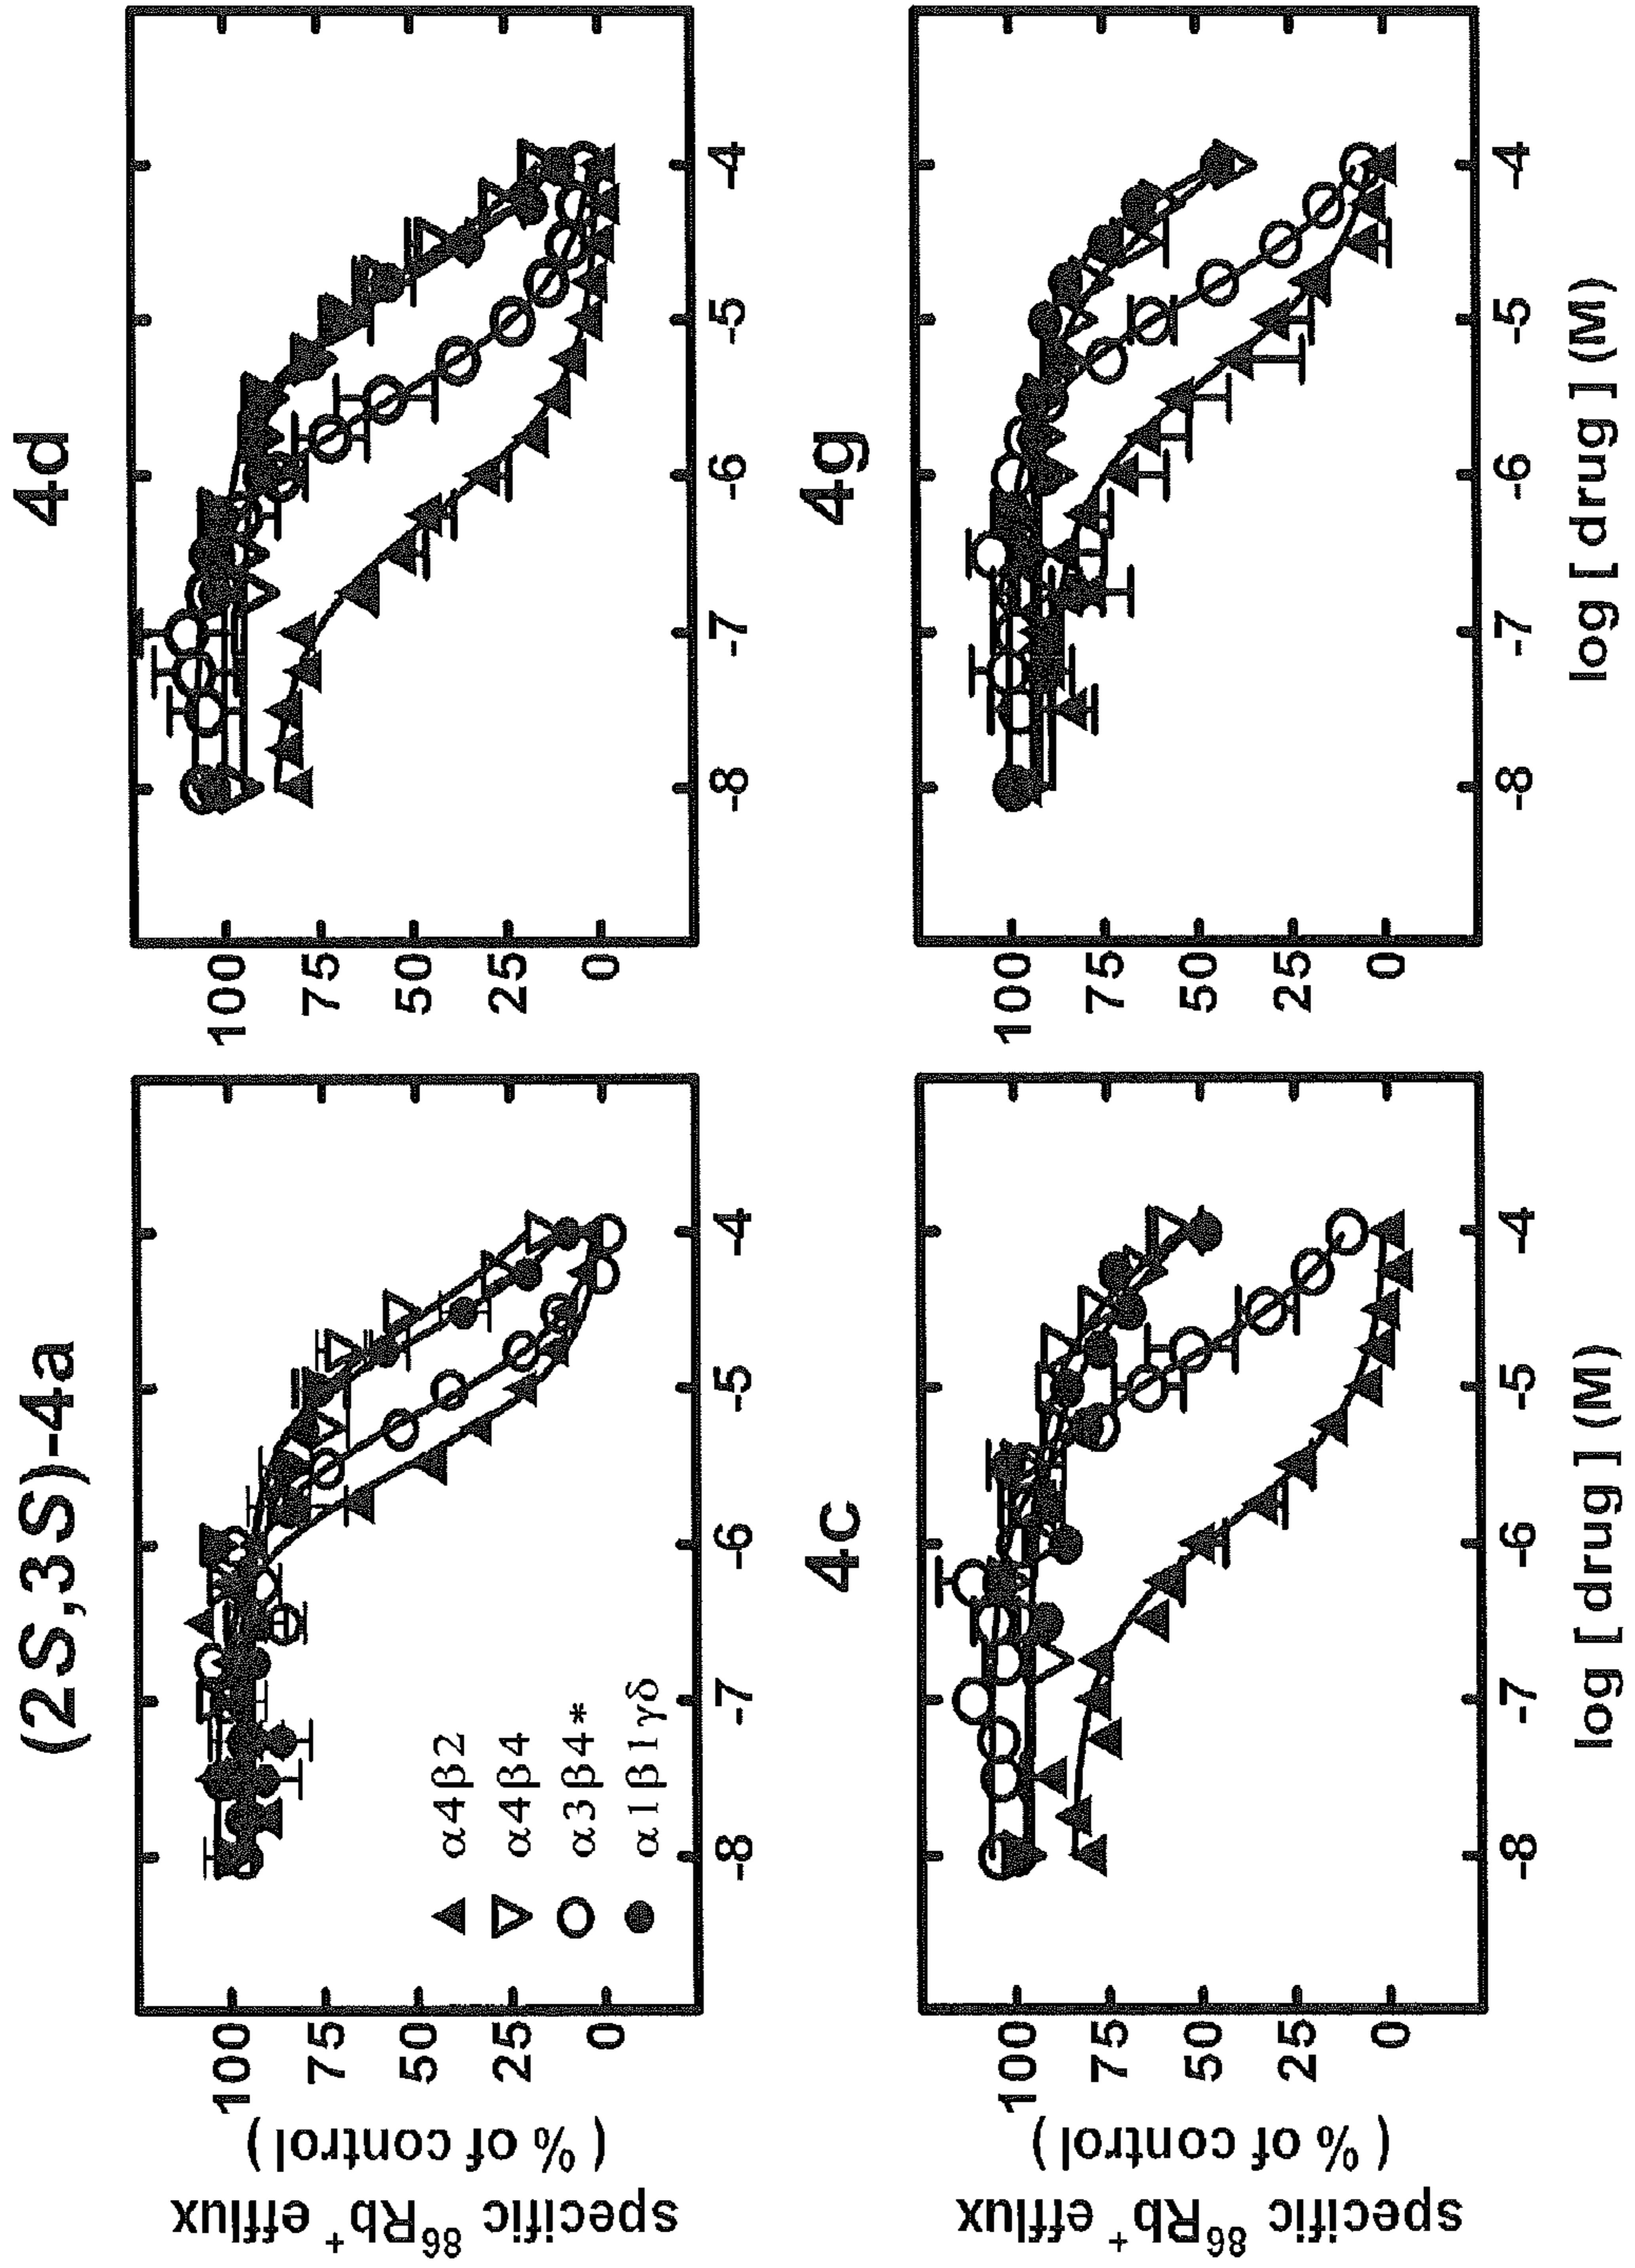 (2S,3S)-4a
specific ⁸⁶Rb⁺ efflux
(% of control)
100
75
50
25
0
α4β2
α4β4
α3β4*
α1β1γδ
-8
-7
-6
-5
-4
4d
100
75
50
25
0
-8
-7
-6
-5
-4
4c
specific ⁸⁶Rb⁺ efflux
(% of control)
100
75
50
25
0
-8
-7
-6
-5
-4
log [ drug ] (M)
4g
100
75
50
25
0
-8
-7
-6
-5
-4
log [ drug ] (M)